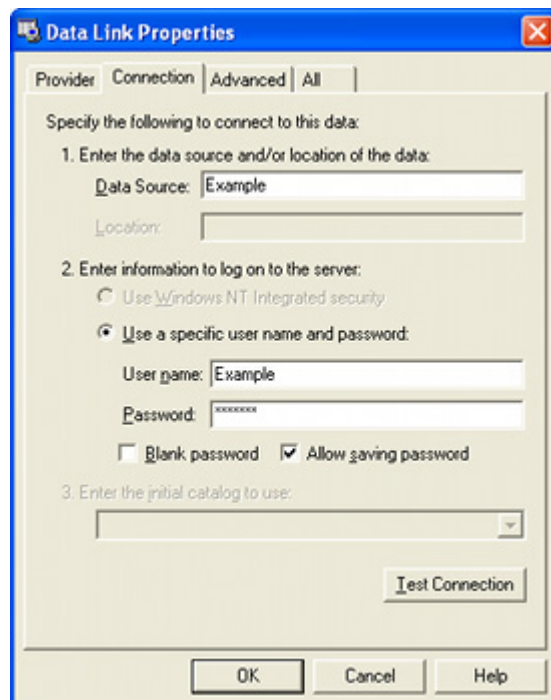 Data Link Properties
Provider Connection Advanced All
Specify the following to connect to this data:
1. Enter the data source and/or location of the data:
Data Source: Example
Location:
2. Enter information to log on to the server:
Use Windows NT Integrated security
Use a specific user name and password:
User name: Example
Password: *******
Blank password Allow saving password
3. Enter the initial catalog to use:
Test Connection
OK Cancel Help